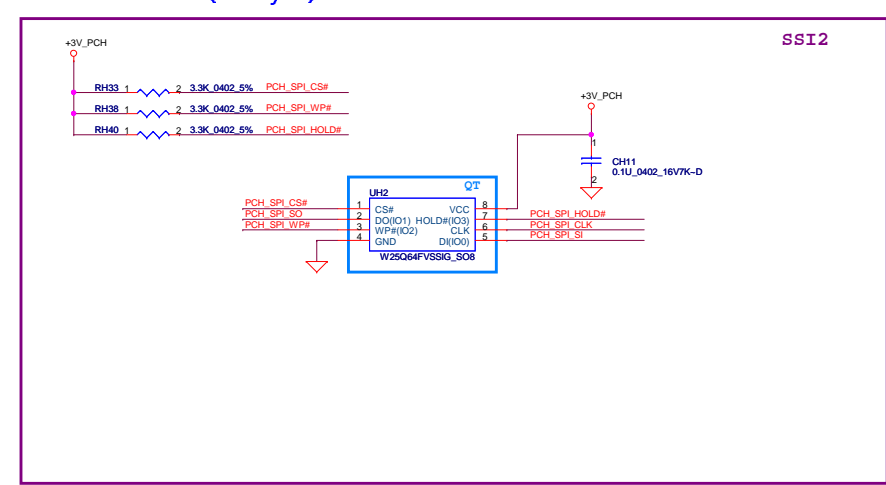 SSI2
+3V_PCH
RH33 1 2 3.3K_0402_5% PCH_SPI_CS#
RH38 1 2 3.3K_0402_5% PCH_SPI_WP#
RH40 1 2 3.3K_0402_5% PCH_SPI_HOLD#
+3V_PCH
1
CH11
0.1U_0402_16V7K~D
2
QT
UH2
PCH_SPI_CS# 1 CS# VCC 8
PCH_SPI_SO 2 DO(IO1) HOLD#(IO3) 7 PCH_SPI_HOLD#
PCH_SPI_WP# 3 WP#(IO2) CLK 6 PCH_SPI_CLK
4 GND DI(IO0) 5 PCH_SPI_SI
W25Q64FVSSIG_SO8